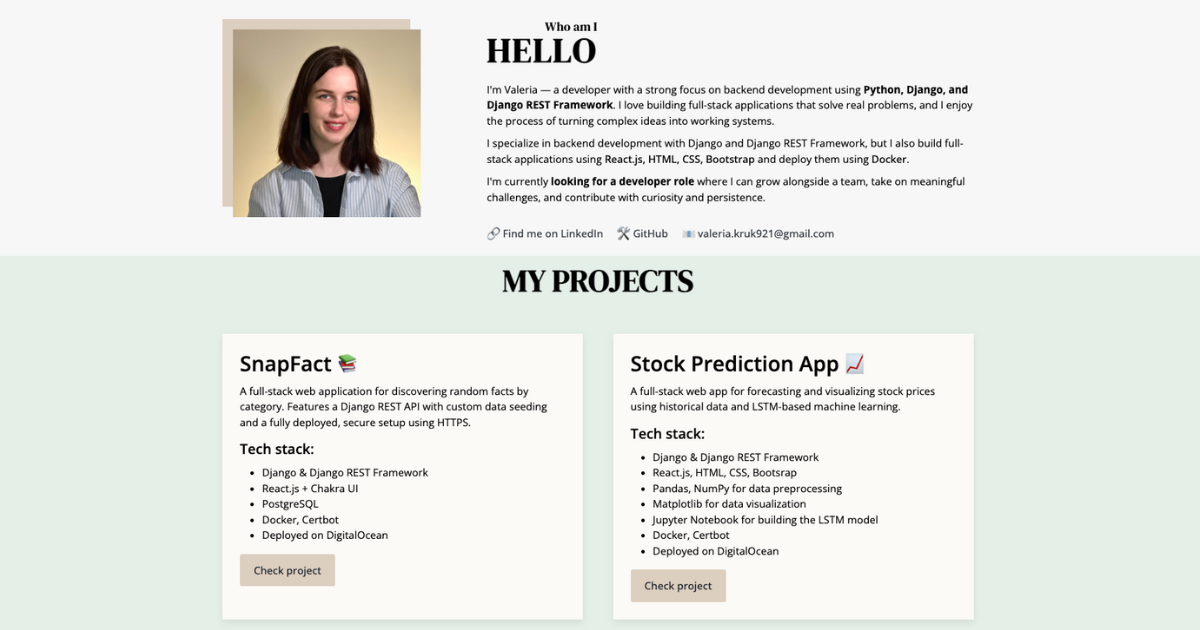 Who am I
HELLO
I'm Valeria — a developer with a strong focus on backend development using Python, Django, and
Django REST Framework. I love building full-stack applications that solve real problems, and I enjoy
the process of turning complex ideas into working systems.
I specialize in backend development with Django and Django REST Framework, but I also build full-
stack applications using React.js, HTML, CSS, Bootstrap and deploy them using Docker.
I'm currently looking for a developer role where I can grow alongside a team, take on meaningful
challenges, and contribute with curiosity and persistence.
🔗 Find me on LinkedIn 🛠️ GitHub 📧 valeria.kruk921@gmail.com
MY PROJECTS
SnapFact 📚
A full-stack web application for discovering random facts by
category. Features a Django REST API with custom data seeding
and a fully deployed, secure setup using HTTPS.
Tech stack:
• Django & Django REST Framework
• React.js + Chakra UI
• PostgreSQL
• Docker, Certbot
• Deployed on DigitalOcean
Check project
Stock Prediction App 📈
A full-stack web app for forecasting and visualizing stock prices
using historical data and LSTM-based machine learning.
Tech stack:
• Django & Django REST Framework
• React.js, HTML, CSS, Bootsrap
• Pandas, NumPy for data preprocessing
• Matplotlib for data visualization
• Jupyter Notebook for building the LSTM model
• Docker, Certbot
• Deployed on DigitalOcean
Check project